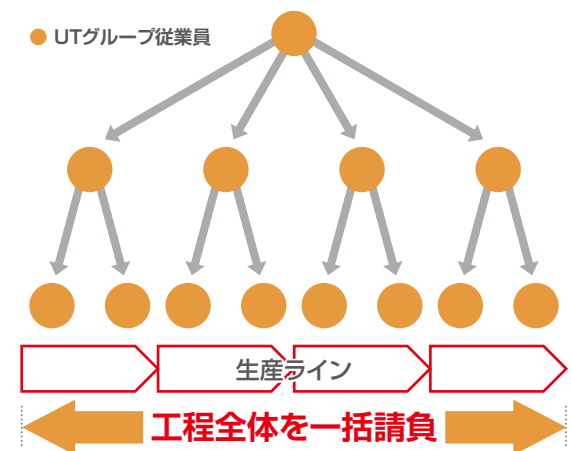 UTグループ従業員
生産ライン
工程全体を一括請負